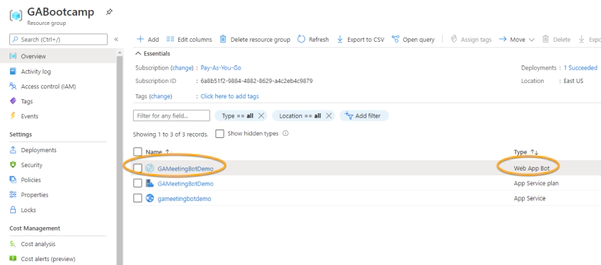 GABootcamp
Resource group
Search (Ctrl+/)
Overview
Activity log
Access control (IAM)
Tags
Events
Settings
Deployments
Security
Policies
Properties
Locks
Cost Management
Cost analysis
Cost alerts (preview)
Add Edit columns Delete resource group Refresh Export to CSV Open query Assign tags Move Delete
Essentials
Subscription (change) : Pay-As-You-Go Deployments : 1 Succeeded
Subscription ID : 6a8b51f2-9884-4882-8629-a4c2eb4c9879 Location : East US
Tags (change) : Click here to add tags
Filter for any field... Type == all Location == all Add filter
Showing 1 to 3 of 3 records. Show hidden types
Name Type
GAMeetingBotDemo Web App Bot
GAMeetingBotDemo App Service plan
gameetingbotdemo App Service